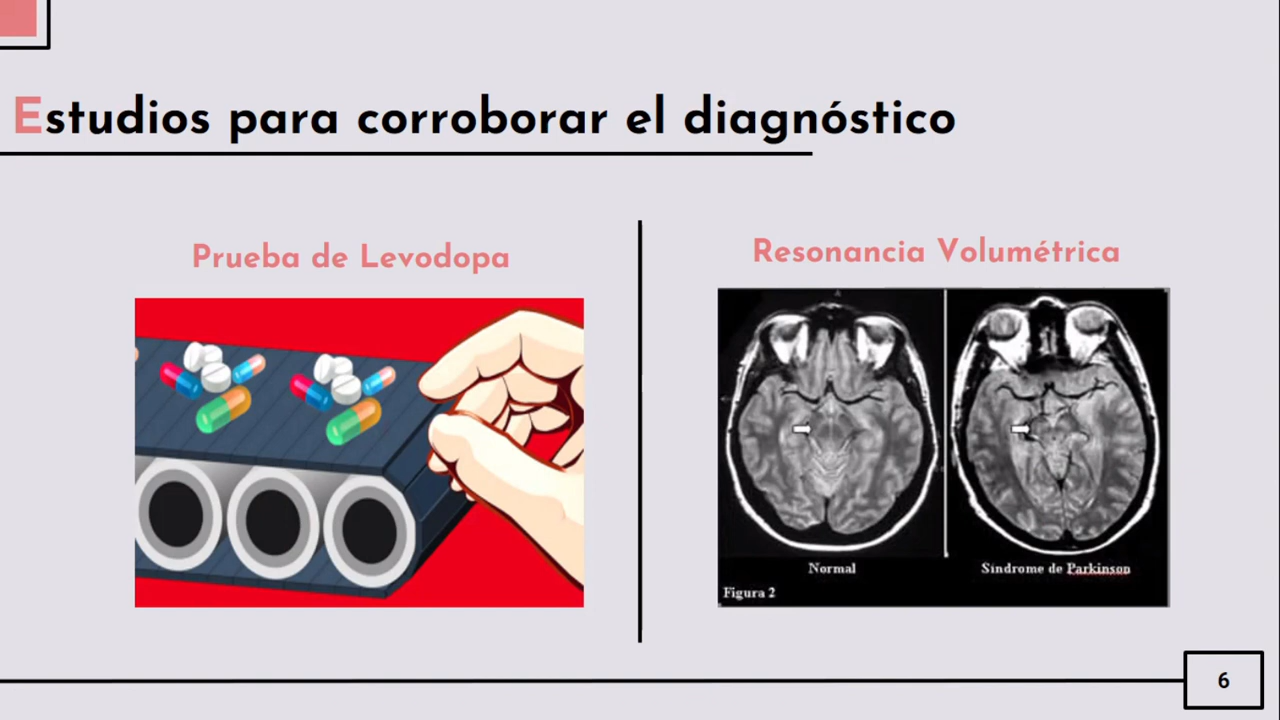 Estudios para corroborar el diagnóstico
Prueba de Levodopa
Resonancia Volumétrica
Normal
Síndrome de Parkinson
Figura 2
6